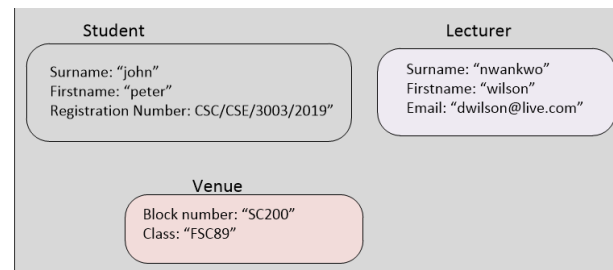 Student
Surname: “john”
Firstname: “peter”
Registration Number: CSC/CSE/3003/2019”
Lecturer
Surname: “nwankwo”
Firstname: “wilson”
Email: “dwilson@live.com”
Venue
Block number: “SC200”
Class: “FSC89”